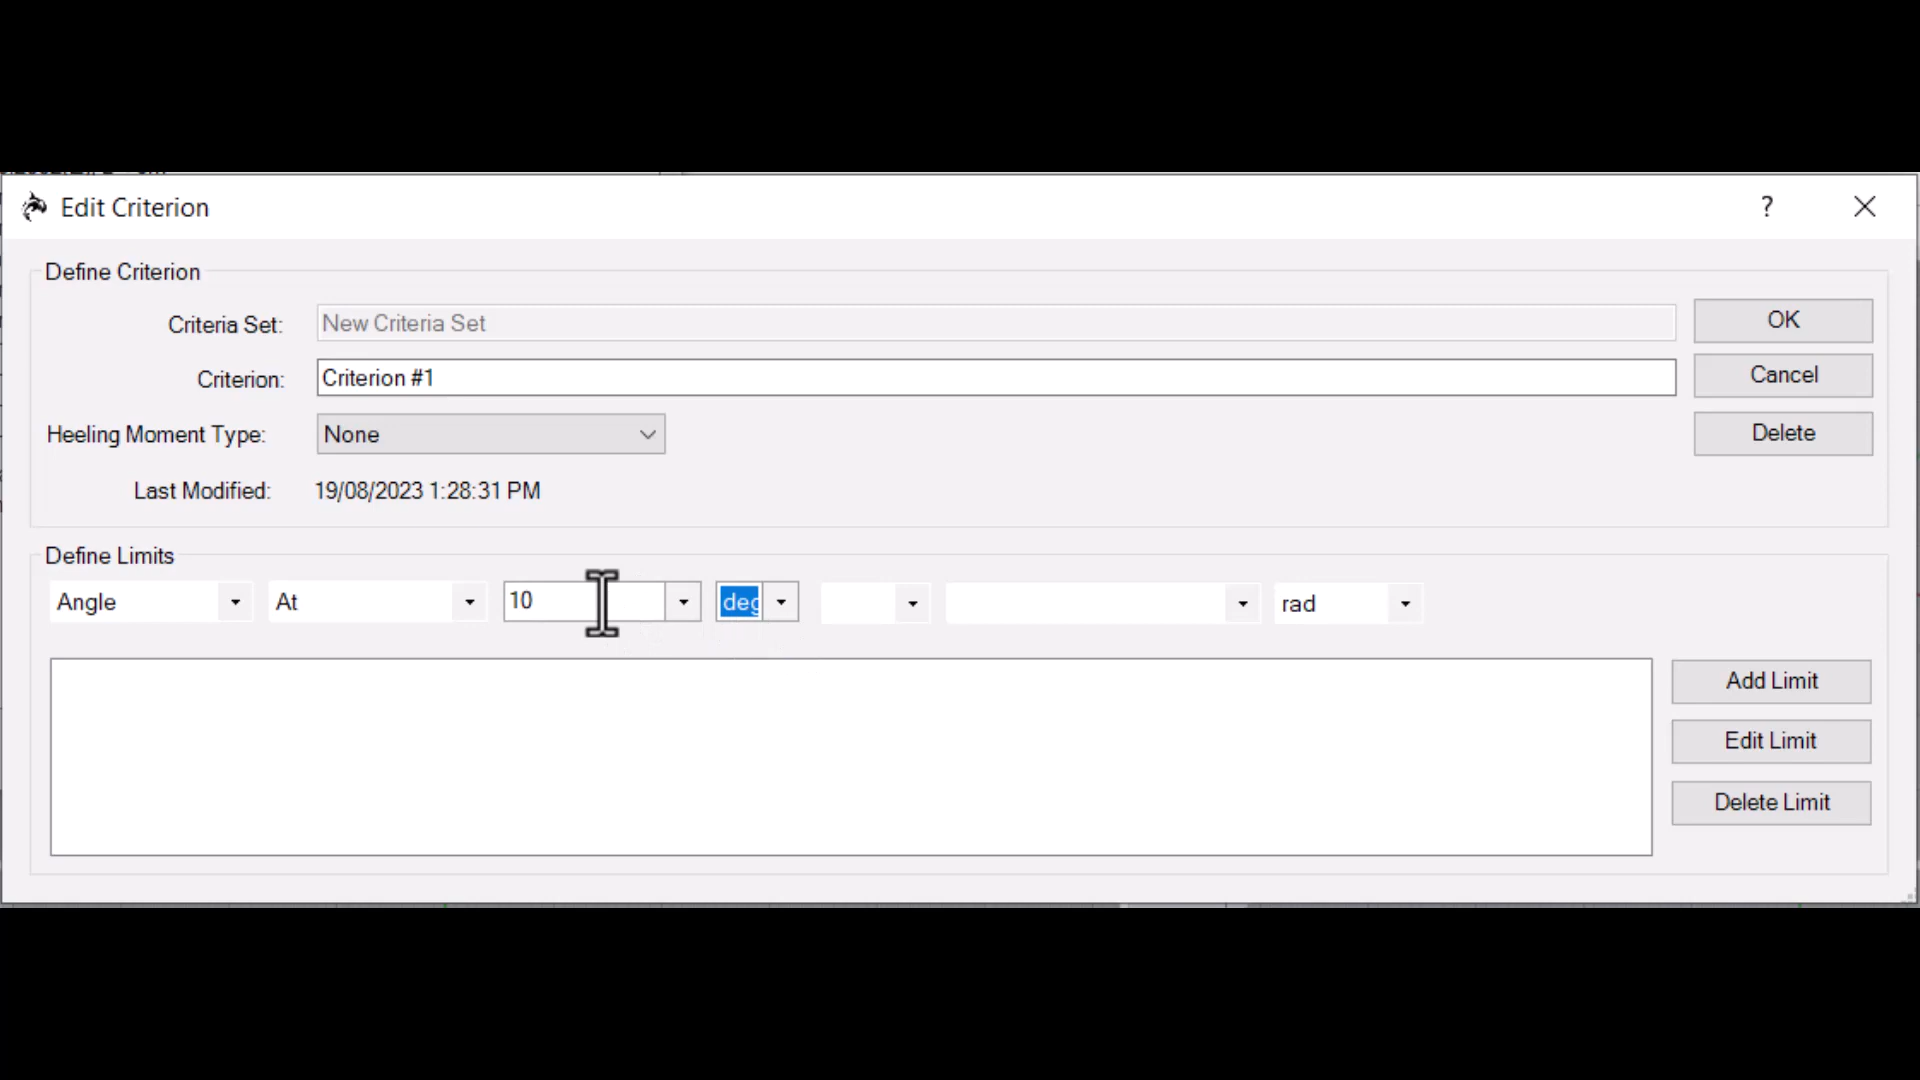 Edit Criterion ?
Define Criterion
Criteria Set: New Criteria Set OK
Criterion: Criterion #1 Cancel
Heeling Moment Type: None Delete
Last Modified: 19/08/2023 1:28:31 PM
Define Limits
Angle At 10 deg rad
Add Limit
Edit Limit
Delete Limit